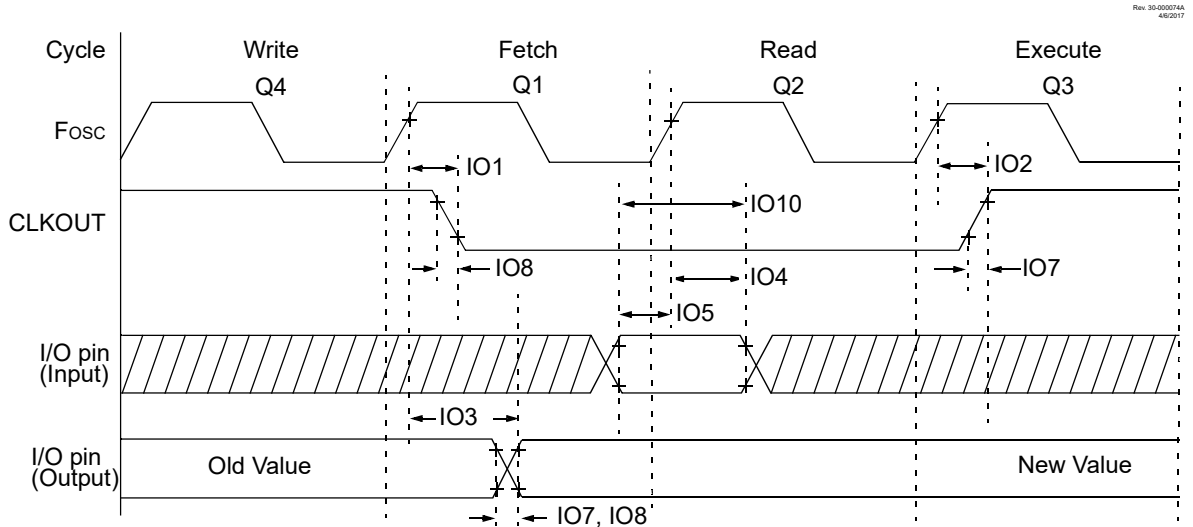 Rev. 30-000074A
4/6/2017
Cycle Write Fetch Read Execute
Q4 Q1 Q2 Q3
FOSC
IO1 IO2
CLKOUT
IO10
IO8 IO7
IO4
IO5
I/O pin
(Input)
IO3
I/O pin
(Output)
Old Value New Value
IO7, IO8